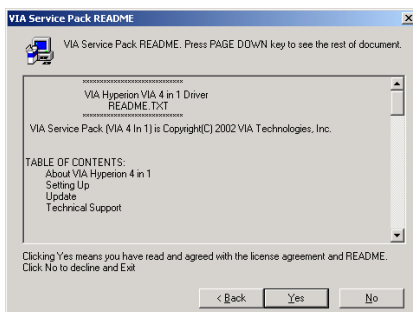 VIA Service Pack README
VIA Service Pack README. Press PAGE DOWN key to see the rest of document.
××××××××××××××××××××××××××××
VIA Hyperion VIA 4 in 1 Driver
README.TXT
××××××××××××××××××××××××××××
VIA Service Pack (VIA 4 In 1) is Copyright(C) 2002 VIA Technologies, Inc.
TABLE OF CONTENTS:
About VIA Hyperion 4 in 1
Setting Up
Update
Technical Support
Clicking Yes means you have read and agreed with the license agreement and README.
Click No to decline and Exit
< Back
Yes
No